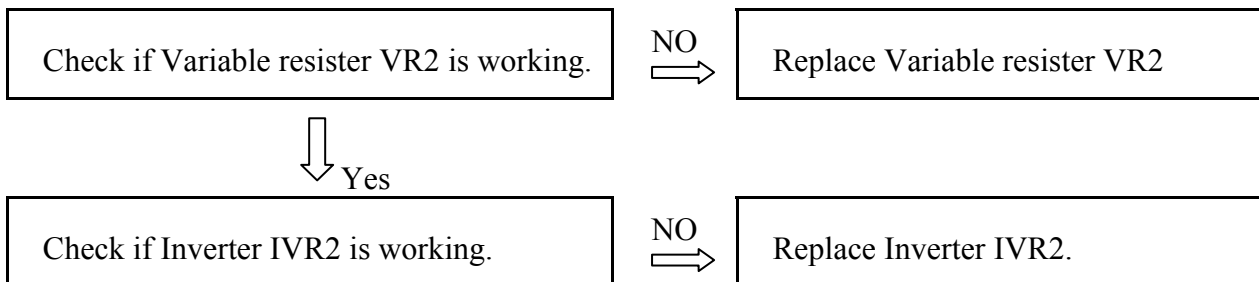 Check if Variable resister VR2 is working.
NO
Replace Variable resister VR2
Yes
Check if Inverter IVR2 is working.
NO
Replace Inverter IVR2.